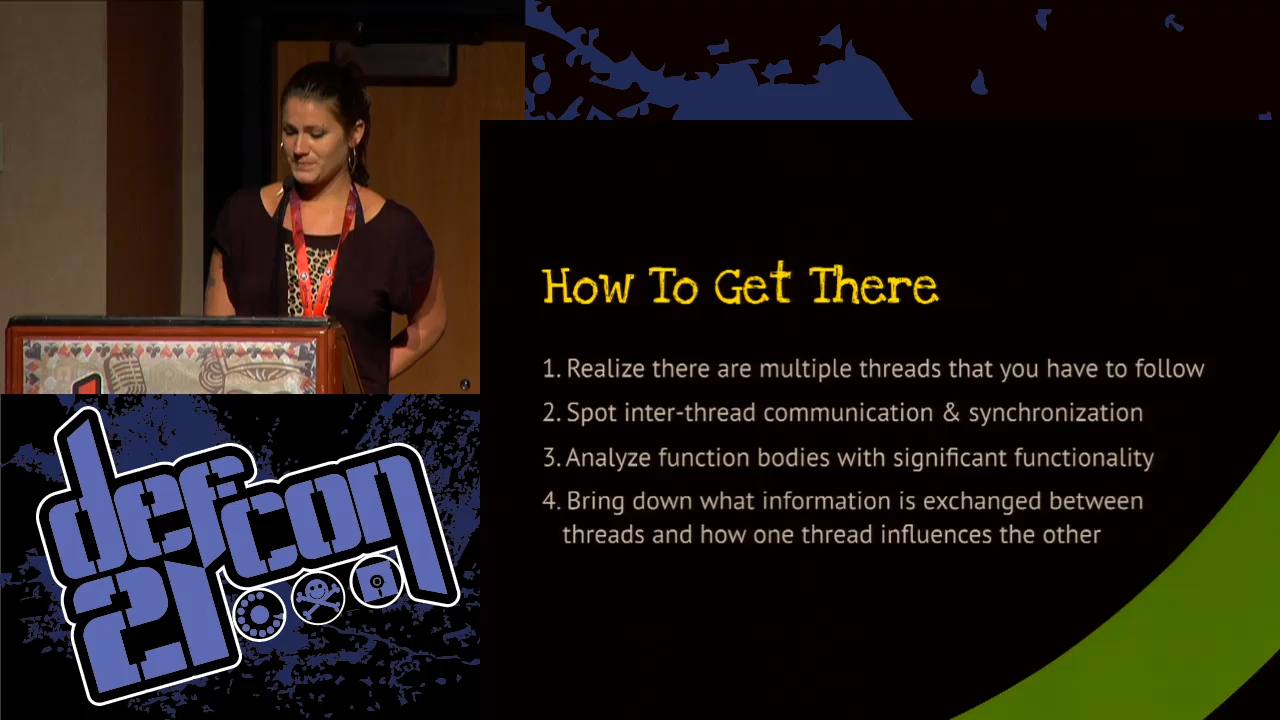 How To Get There
1. Realize there are multiple threads that you have to follow
2. Spot inter-thread communication & synchronization
3. Analyze function bodies with significant functionality
4. Bring down what information is exchanged between
threads and how one thread influences the other
defcon
21